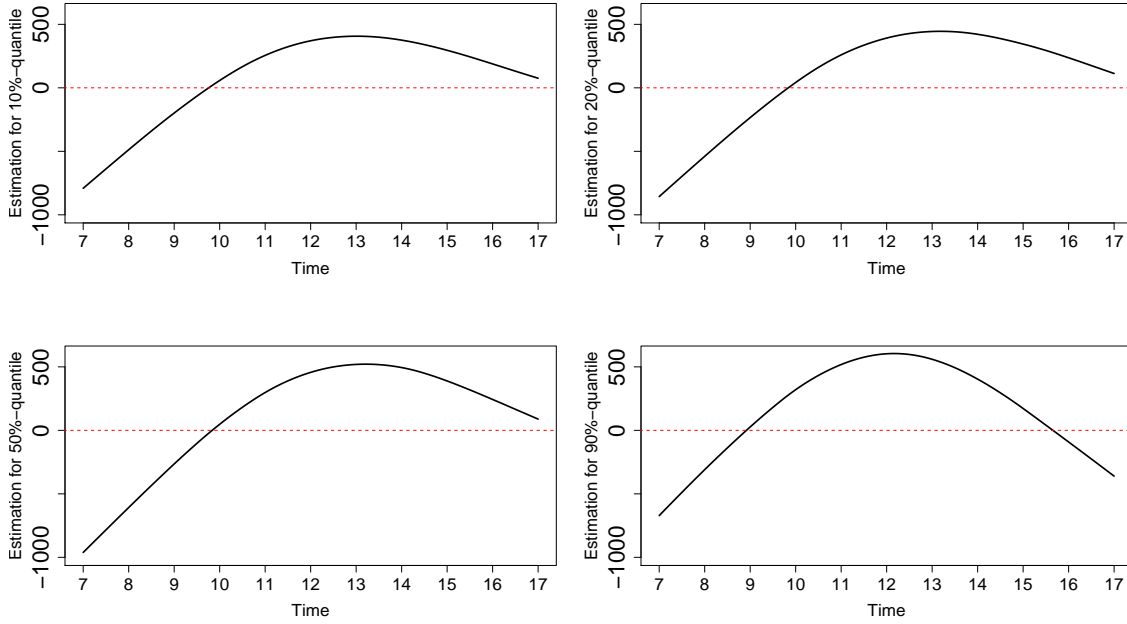 Estimation for 10%−quantile
500
0
−1000
7 8 9 10 11 12 13 14 15 16 17
Time
Estimation for 20%−quantile
500
0
−1000
7 8 9 10 11 12 13 14 15 16 17
Time
Estimation for 50%−quantile
500
0
−1000
7 8 9 10 11 12 13 14 15 16 17
Time
Estimation for 90%−quantile
500
0
−1000
7 8 9 10 11 12 13 14 15 16 17
Time